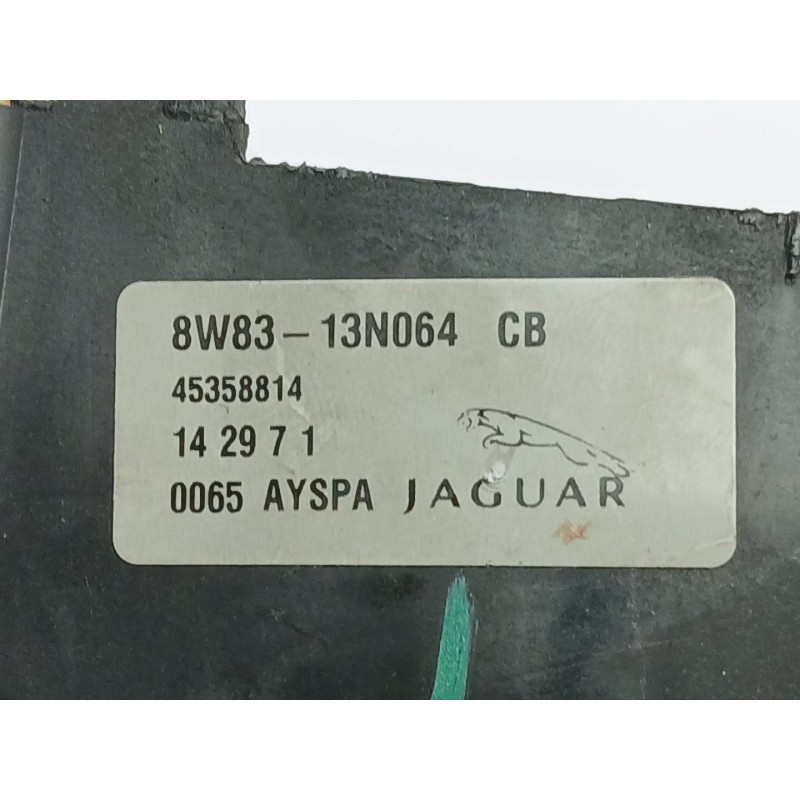 8W83-13N064 CB
45358814
14 29 7 1
0065 AYSPA JAGUAR